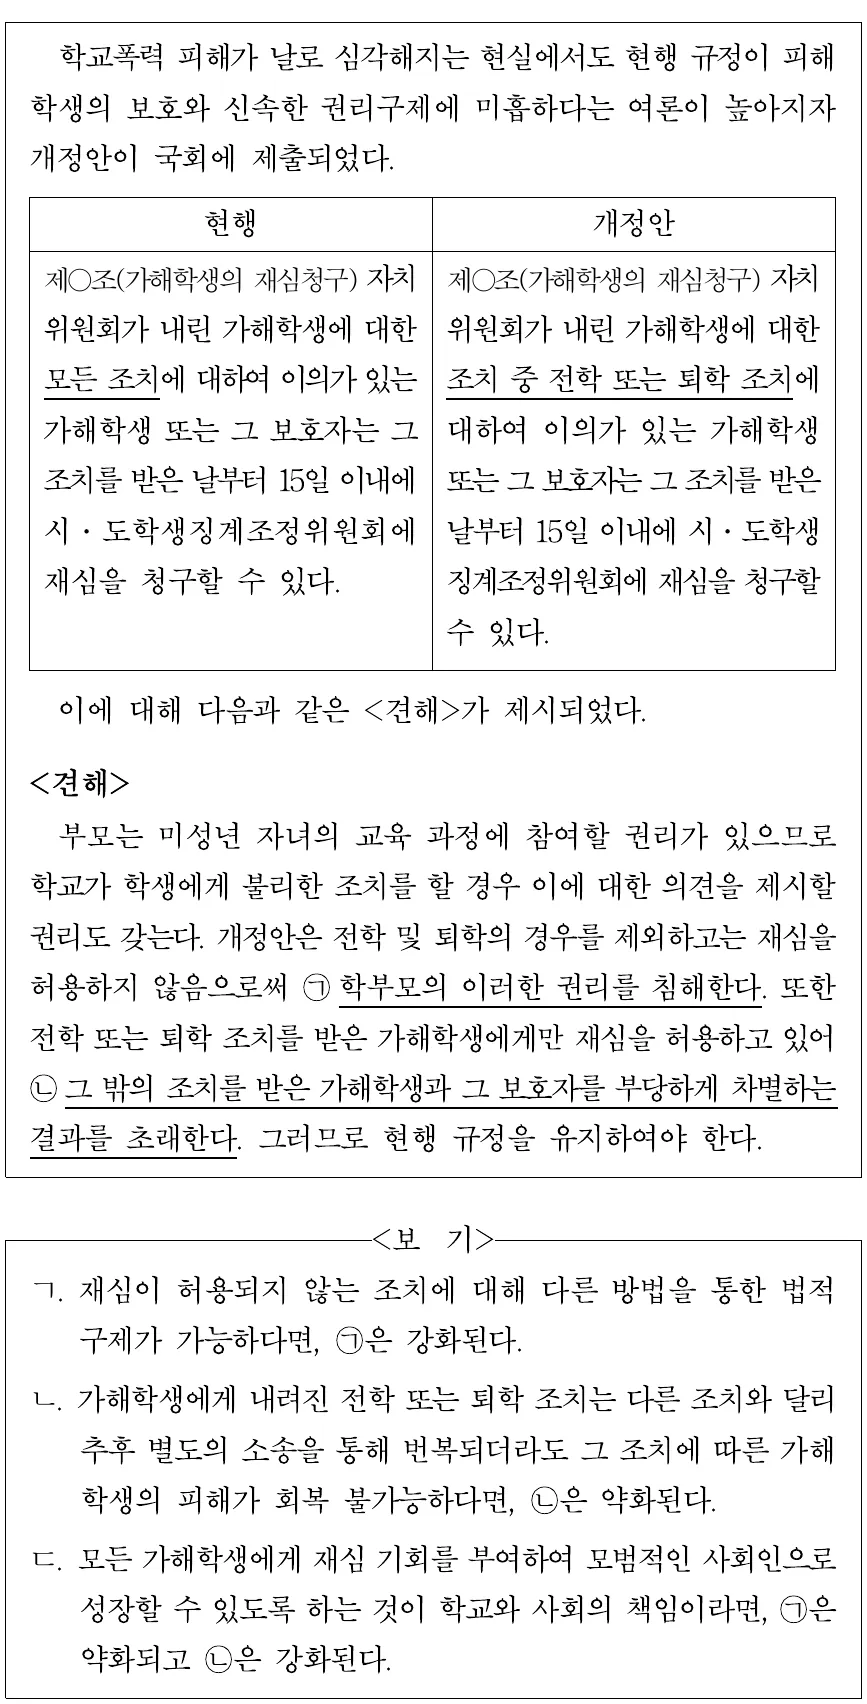 학교폭력 피해가 날로 심각해지는 현실에서도 현행 규정이 피해
학생의 보호와 신속한 권리구제에 미흡하다는 여론이 높아지자
개정안이 국회에 제출되었다.
현행
제○조(가해학생의 재심청구) 자치
위원회가 내린 가해학생에 대한
모든 조치에 대하여 이의가 있는
가해학생 또는 그 보호자는 그
조치를 받은 날부터 15일 이내에
시·도학생징계조정위원회에
재심을 청구할 수 있다.
개정안
제○조(가해학생의 재심청구) 자치
위원회가 내린 가해학생에 대한
조치 중 전학 또는 퇴학 조치에
대하여 이의가 있는 가해학생
또는 그 보호자는 그 조치를 받은
날부터 15일 이내에 시·도학생
징계조정위원회에 재심을 청구할
수 있다.
이에 대해 다음과 같은 <견해>가 제시되었다.
<견해>
부모는 미성년 자녀의 교육 과정에 참여할 권리가 있으므로
학교가 학생에게 불리한 조치를 할 경우 이에 대한 의견을 제시할
권리도 갖는다. 개정안은 전학 및 퇴학의 경우를 제외하고는 재심을
허용하지 않음으로써 ㉠ 학부모의 이러한 권리를 침해한다. 또한
전학 또는 퇴학 조치를 받은 가해학생에게만 재심을 허용하고 있어
㉡ 그 밖의 조치를 받은 가해학생과 그 보호자를 부당하게 차별하는
결과를 초래한다. 그러므로 현행 규정을 유지하여야 한다.
<보 기>
ㄱ. 재심이 허용되지 않는 조치에 대해 다른 방법을 통한 법적
구제가 가능하다면, ㉠은 강화된다.
ㄴ. 가해학생에게 내려진 전학 또는 퇴학 조치는 다른 조치와 달리
추후 별도의 소송을 통해 번복되더라도 그 조치에 따른 가해
학생의 피해가 회복 불가능하다면, ㉡은 약화된다.
ㄷ. 모든 가해학생에게 재심 기회를 부여하여 모범적인 사회인으로
성장할 수 있도록 하는 것이 학교와 사회의 책임이라면, ㉠은
약화되고 ㉡은 강화된다.